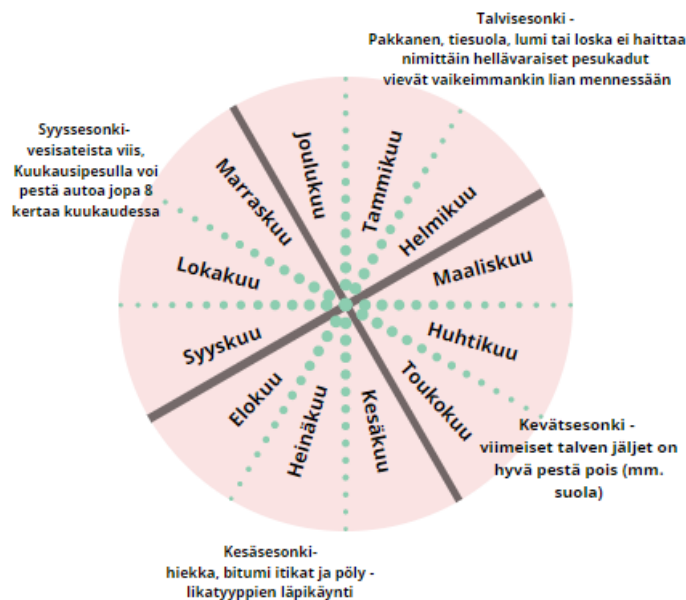 Talvisesonki -
Pakkanen, tiesuola, lumi tai loska ei haittaa
nimittäin hellävaraiset pesukadut
vievät vaikeimmankin lian mennessään
Syyssesonki-
vesisateista viis,
Kuukausipesulla voi
pestä autoa jopa 8
kertaa kuukaudessa
Joulukuu
Tammikuu
Helmikuu
Maaliskuu
Huhtikuu
Toukokuu
Kesäkuu
Heinäkuu
Elokuu
Syyskuu
Lokakuu
Marraskuu
Kevätsesonki -
viimeiset talven jäljet on
hyvä pestä pois (mm.
suola)
Kesäsesonki-
hiekka, bitumi itikat ja pöly -
likatyyppien läpikäynti